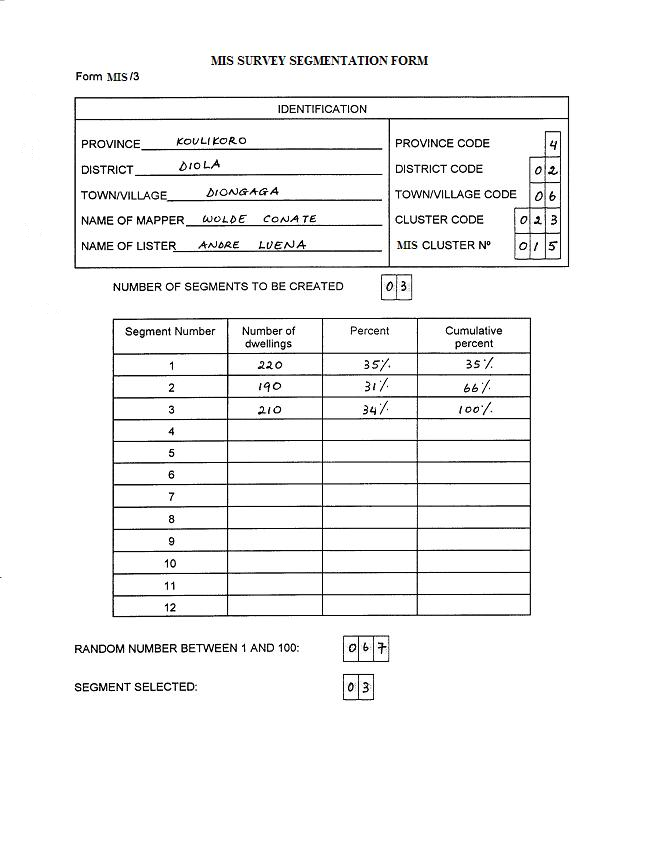 MIS SURVEY SEGMENTATION FORM
Form MIS/3
IDENTIFICATION
PROVINCE KOULIKORO PROVINCE CODE 4
DISTRICT DIOLA DISTRICT CODE 02
TOWN/VILLAGE DIONGAGA TOWN/VILLAGE CODE 06
NAME OF MAPPER WOLDE CONATE CLUSTER CODE 023
NAME OF LISTER ANDRE LUENA MIS CLUSTER Nº 015
NUMBER OF SEGMENTS TO BE CREATED 03
Segment Number Number of dwellings Percent Cumulative percent
1 220 35% 35%
2 190 31% 66%
3 210 34% 100%
4
5
6
7
8
9
10
11
12
RANDOM NUMBER BETWEEN 1 AND 100: 067
SEGMENT SELECTED: 03